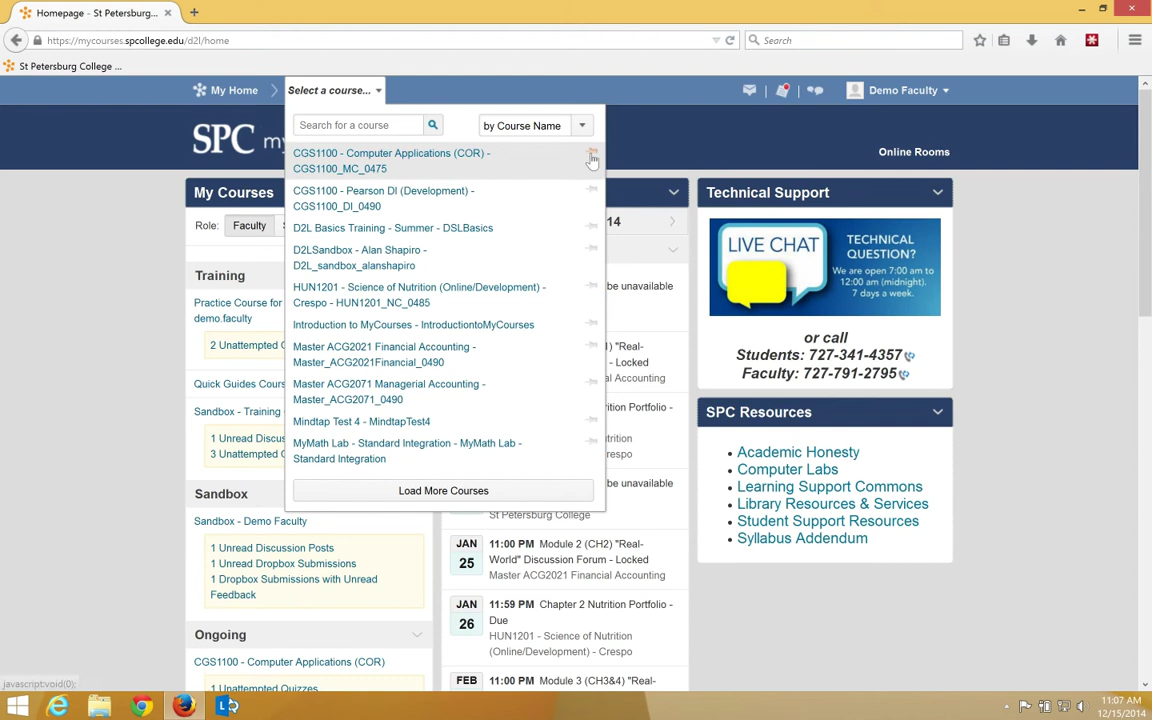 Homepage - St Petersburg...
https://mycourses.spcollege.edu/d2l/home
Search
St Petersburg College ...
My Home
Select a course...
Demo Faculty
SPC my
Online Rooms
Search for a course
by Course Name
CGS1100 - Computer Applications (COR) -
CGS1100_MC_0475
CGS1100 - Pearson DI (Development) -
CGS1100_DI_0490
D2L Basics Training - Summer - DSLBasics
D2LSandbox - Alan Shapiro -
D2L_sandbox_alanshapiro
HUN1201 - Science of Nutrition (Online/Development) -
Crespo - HUN1201_NC_0485
Introduction to MyCourses - IntroductiontoMyCourses
Master ACG2021 Financial Accounting -
Master_ACG2021Financial_0490
Master ACG2071 Managerial Accounting -
Master_ACG2071_0490
Mindtap Test 4 - MindtapTest4
MyMath Lab - Standard Integration - MyMath Lab -
Standard Integration
Load More Courses
My Courses
Role: Faculty
Training
Practice Course for
demo.faculty
2 Unattempted
Quick Guides Cours
Sandbox - Training
1 Unread Discus
3 Unattempted
Sandbox
Sandbox - Demo Faculty
1 Unread Discussion Posts
1 Unread Dropbox Submissions
1 Dropbox Submissions with Unread
Feedback
Ongoing
CGS1100 - Computer Applications (COR)
1 Unattempted Quizzes
14
be unavailable
1) "Real-
- Locked
Accounting
rition Portfolio -
utrition
respo
be unavailable
St Petersburg College
JAN
25
11:00 PM Module 2 (CH2) "Real-
World" Discussion Forum - Locked
Master ACG2021 Financial Accounting
JAN
26
11:59 PM Chapter 2 Nutrition Portfolio -
Due
HUN1201 - Science of Nutrition
(Online/Development) - Crespo
FEB
11:00 PM Module 3 (CH3&4) "Real-
Technical Support
LIVE CHAT
TECHNICAL
QUESTION?
We are open 7:00 am to
12:00 am (midnight)
7 days a week.
or call
Students: 727-341-4357
Faculty: 727-791-2795
SPC Resources
Academic Honesty
Computer Labs
Learning Support Commons
Library Resources & Services
Student Support Resources
Syllabus Addendum
javascript:void(0);
11:07 AM
12/15/2014